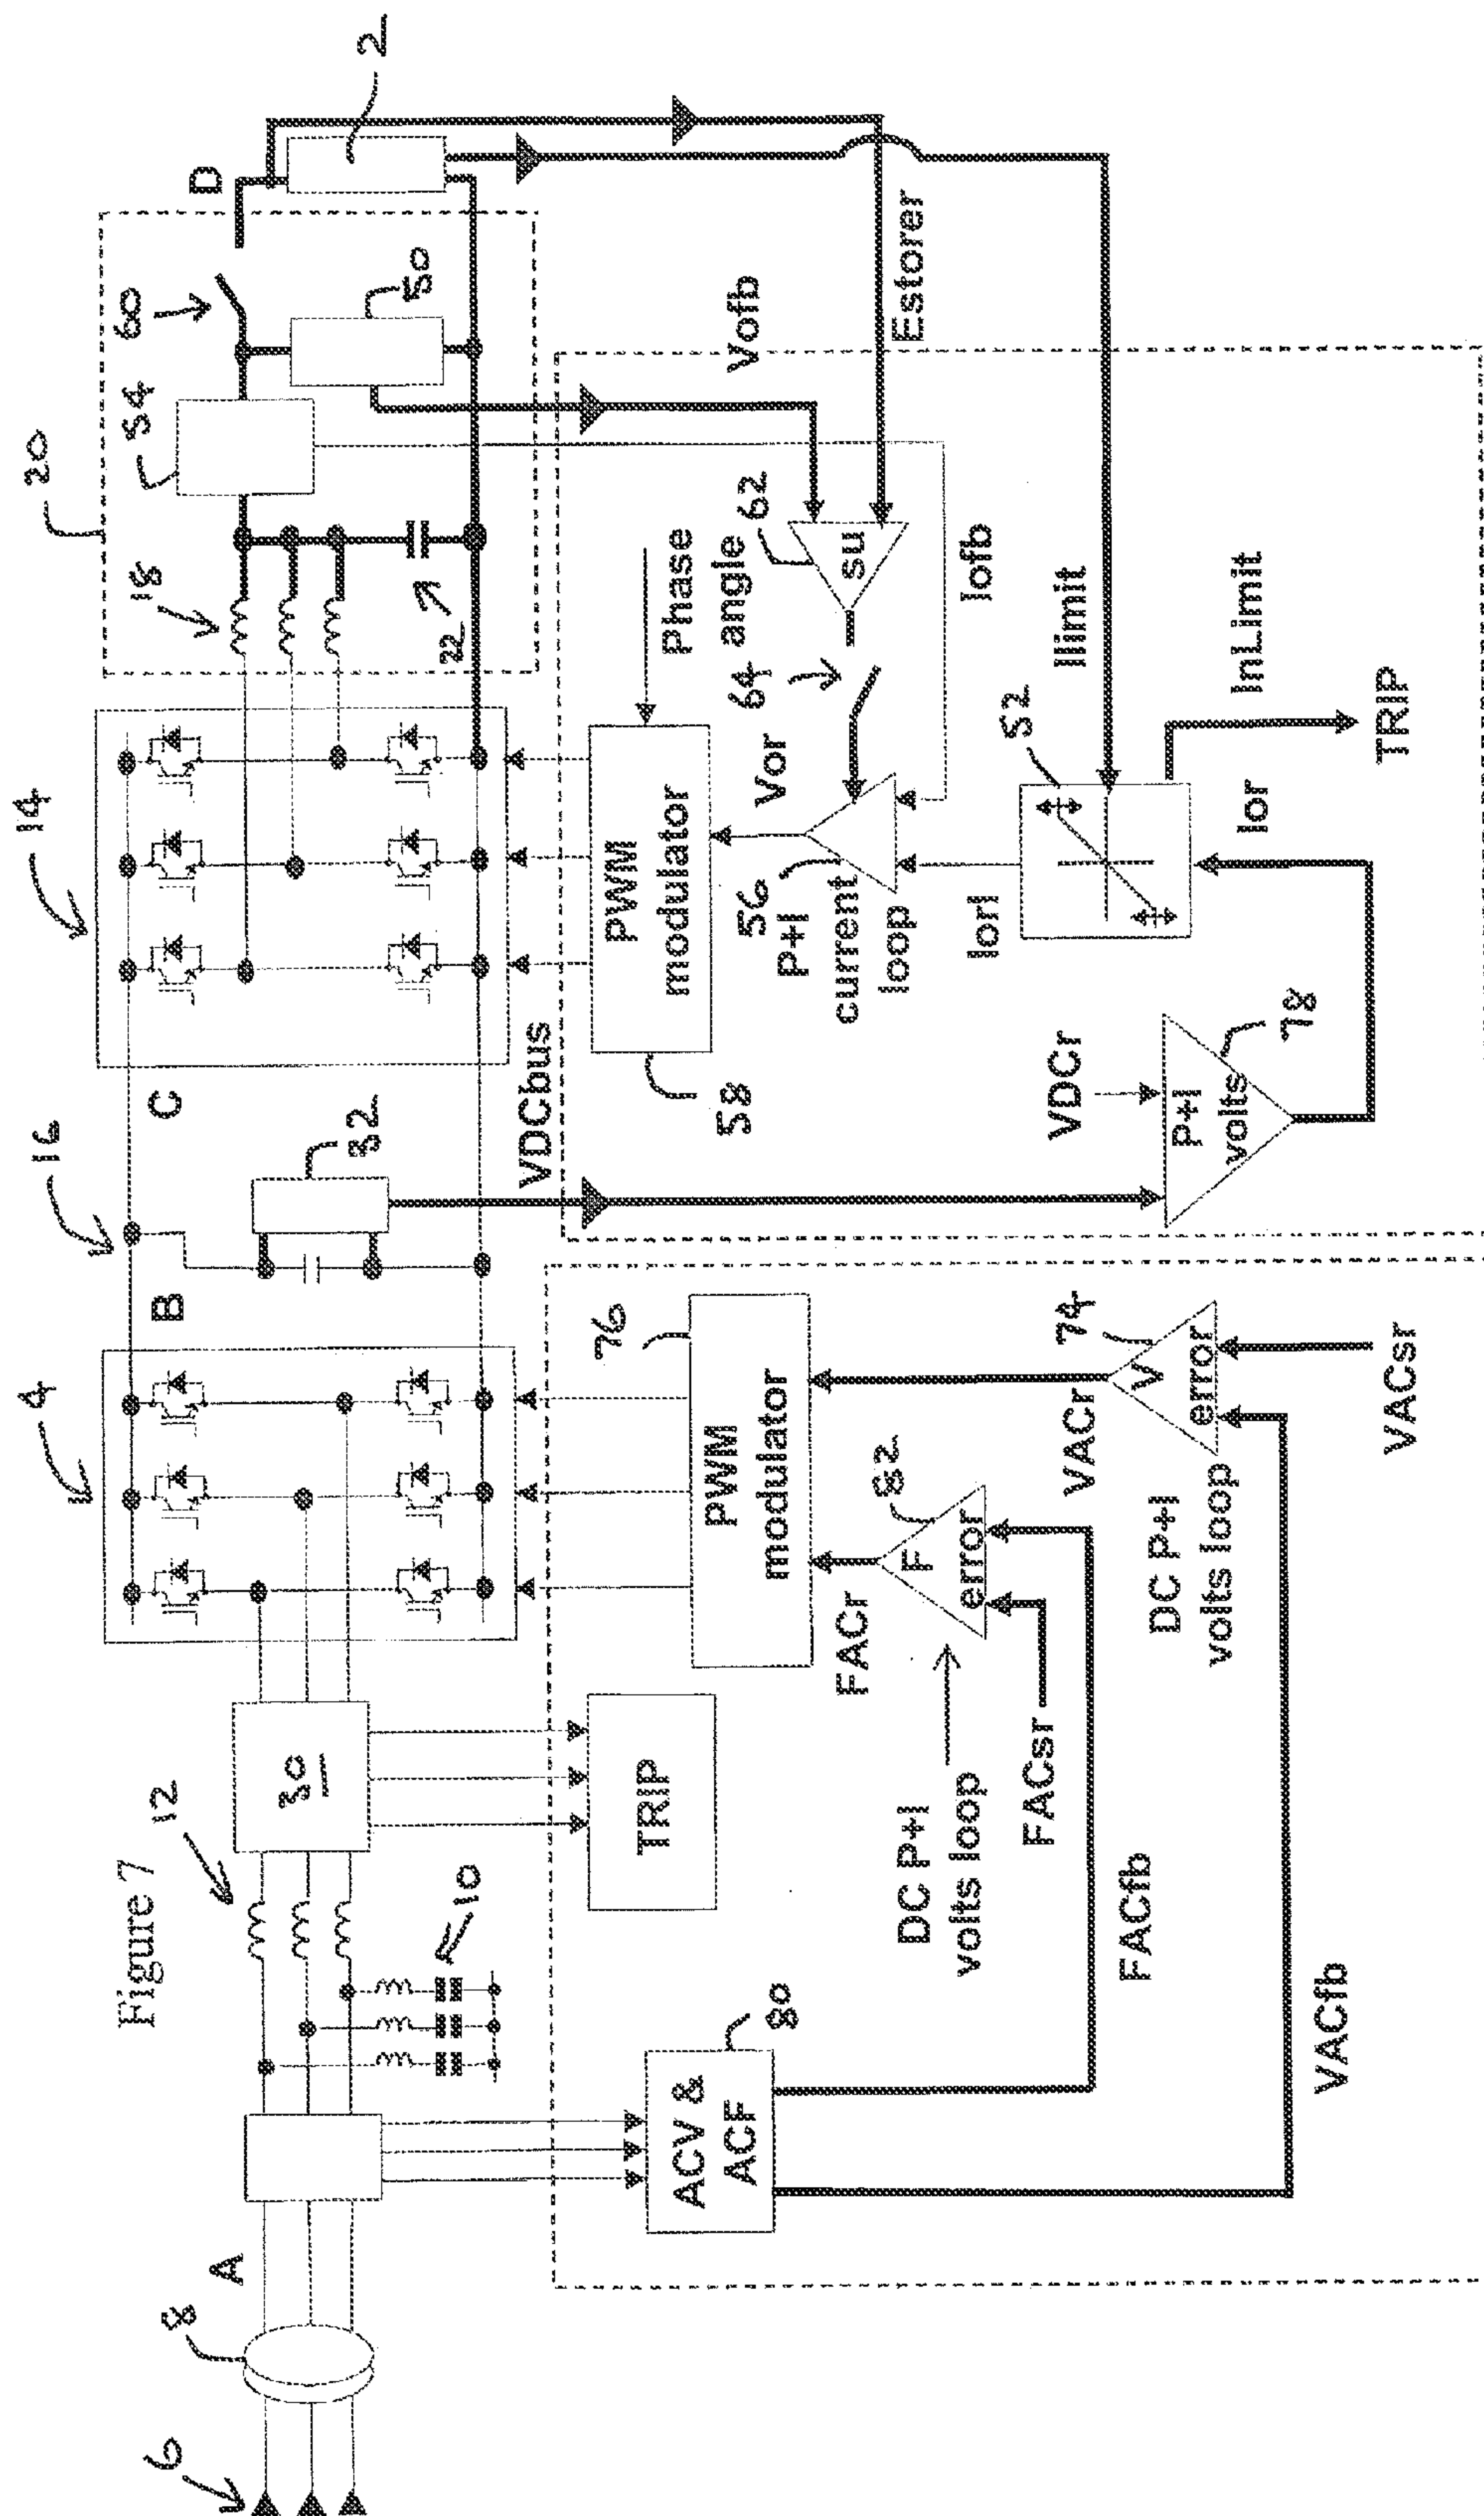 Figure 7
6
8
A
12
10
30
4
B
16
32
C
14
18
20
22
54
60
50
D
2
ACV &
ACF
80
TRIP
PWM
modulator
76
FACr
F
error
82
DC P+I
volts loop
FACsr
FACfb
VACfb
VACr
V
error
74
DC P+I
volts loop
VACsr
VDCbus
PWM
modulator
58
Phase
angle
Vor
64
62
su
Vofb
Estorer
56
P+I
current
loop
Iofb
Iorl
52
Ilimit
InLimit
TRIP
Ior
VDCr
P+I
volts
78